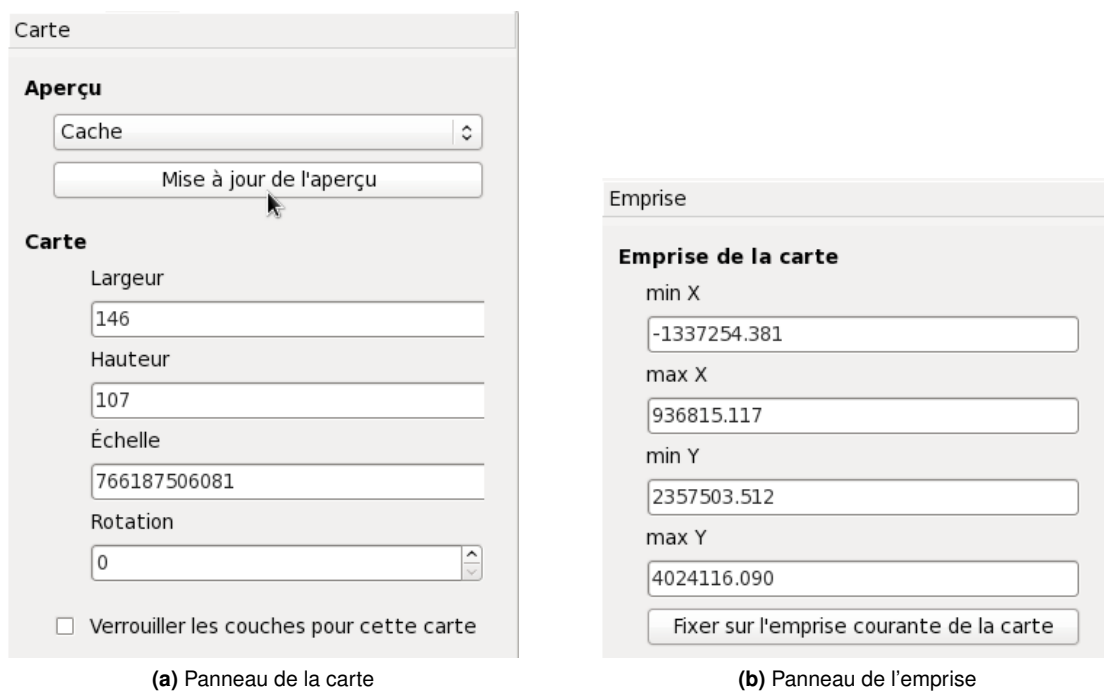 Carte
Aperçu
Cache
Mise à jour de l'aperçu
Carte
Largeur
146
Hauteur
107
Échelle
766187506081
Rotation
0
Verrouiller les couches pour cette carte
(a) Panneau de la carte
Emprise
Emprise de la carte
min X
-1337254.381
max X
936815.117
min Y
2357503.512
max Y
4024116.090
Fixer sur l'emprise courante de la carte
(b) Panneau de l'emprise